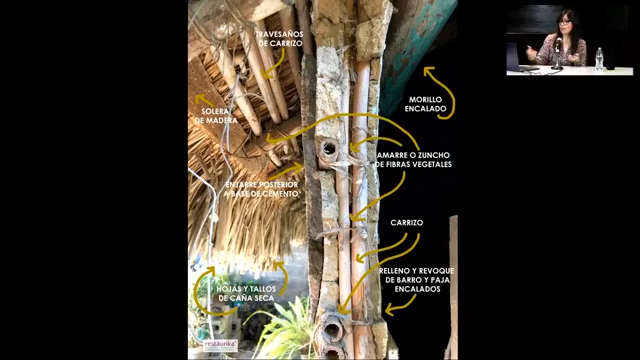 TRAVESAÑOS
DE CARRIZO
SOLERA
DE MADERA
MORILLO
ENCALADO
AMARRE O ZUNCHO
DE FIBRAS VEGETALES
ENJARRE POSTERIOR
A BASE DE CEMENTO
CARRIZO
RELLENO Y REVOQUE
DE BARRO Y PAJA
ENCALADOS
HOJAS Y TALLOS
DE CAÑA SECA
restaurika